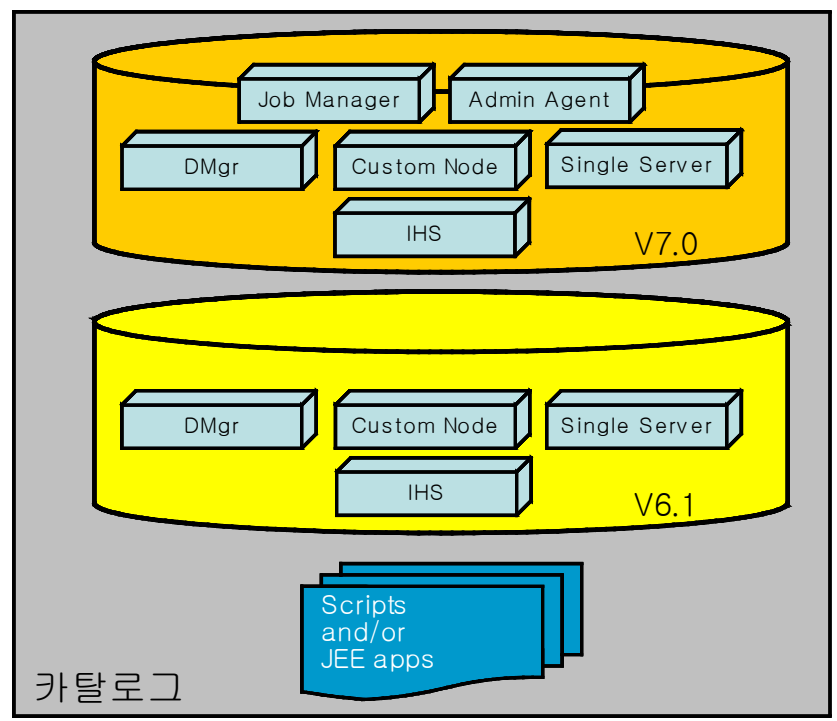 Job Manager
Admin Agent
DMgr
Custom Node
Single Server
IHS
V7.0
DMgr
Custom Node
Single Server
IHS
V6.1
Scripts
and/or
JEE apps
카탈로그